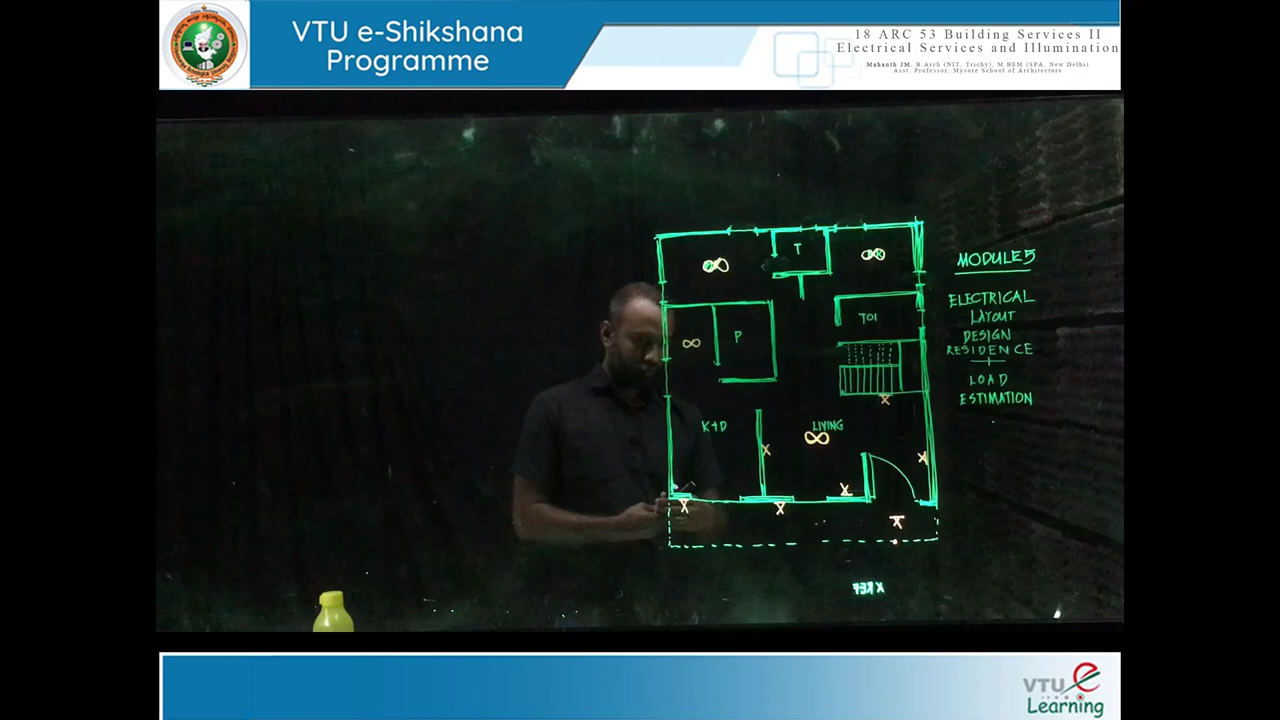 VTU e-Shikshana
Programme
18 ARC 53 Building Services II
Electrical Services and Illumination
Mahanth JM, B Arch (NIT, Trichy), M BEM (SPA, New Delhi)
Asst. Professor, Mysore School of Architecture
T
TOI
P
K+D
LIVING
X
X
X
X
X
X
X
MODULE 5
ELECTRICAL
LAYOUT
DESIGN
RESIDENCE
+
LOAD
ESTIMATION
VTU e
Learning